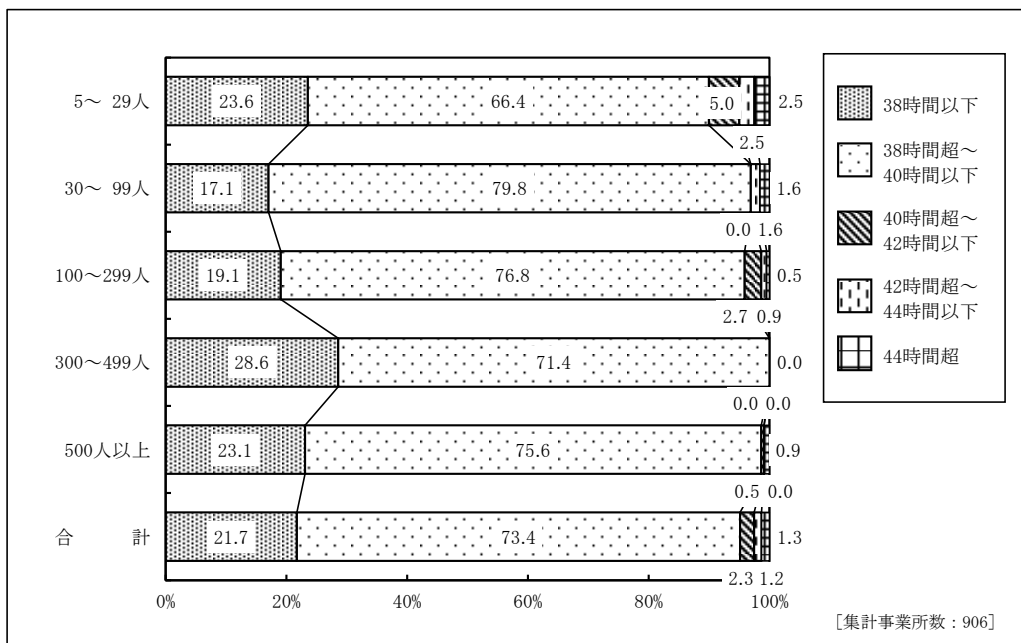 5～ 29人
23.6
66.4
5.0
2.5
2.5
30～ 99人
17.1
79.8
1.6
0.0
1.6
100～299人
19.1
76.8
0.5
2.7
0.9
300～499人
28.6
71.4
0.0
0.0
0.0
500人以上
23.1
75.6
0.9
0.5
0.0
合 計
21.7
73.4
1.3
2.3
1.2
0%
20%
40%
60%
80%
100%
38時間以下
38時間超～
40時間以下
40時間超～
42時間以下
42時間超～
44時間以下
44時間超
［集計事業所数：906］